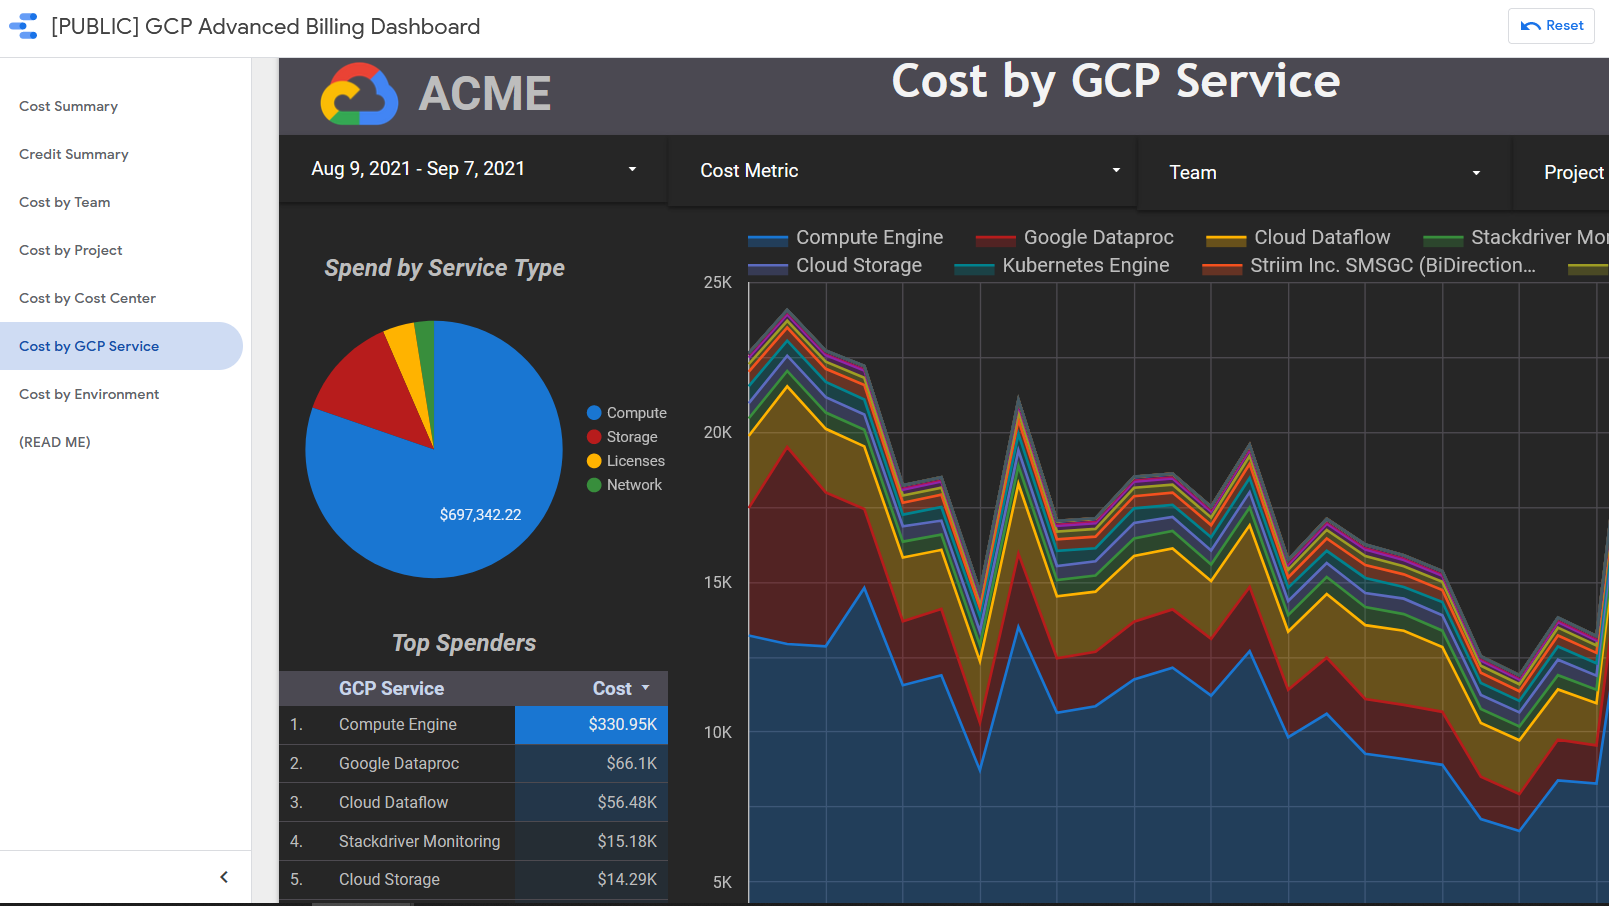 [PUBLIC] GCP Advanced Billing Dashboard
Reset
Cost Summary
Credit Summary
Cost by Team
Cost by Project
Cost by Cost Center
Cost by GCP Service
Cost by Environment
(READ ME)
ACME
Cost by GCP Service
Aug 9, 2021 - Sep 7, 2021
Cost Metric
Team
Project
Spend by Service Type
Compute
Storage
Licenses
Network
$697,342.22
Top Spenders
GCP Service Cost
1. Compute Engine $330.95K
2. Google Dataproc $66.1K
3. Cloud Dataflow $56.48K
4. Stackdriver Monitoring $15.18K
5. Cloud Storage $14.29K
Compute Engine Google Dataproc Cloud Dataflow Stackdriver Mo
Cloud Storage Kubernetes Engine Striim Inc. SMSGC (BiDirection...
25K
20K
15K
10K
5K